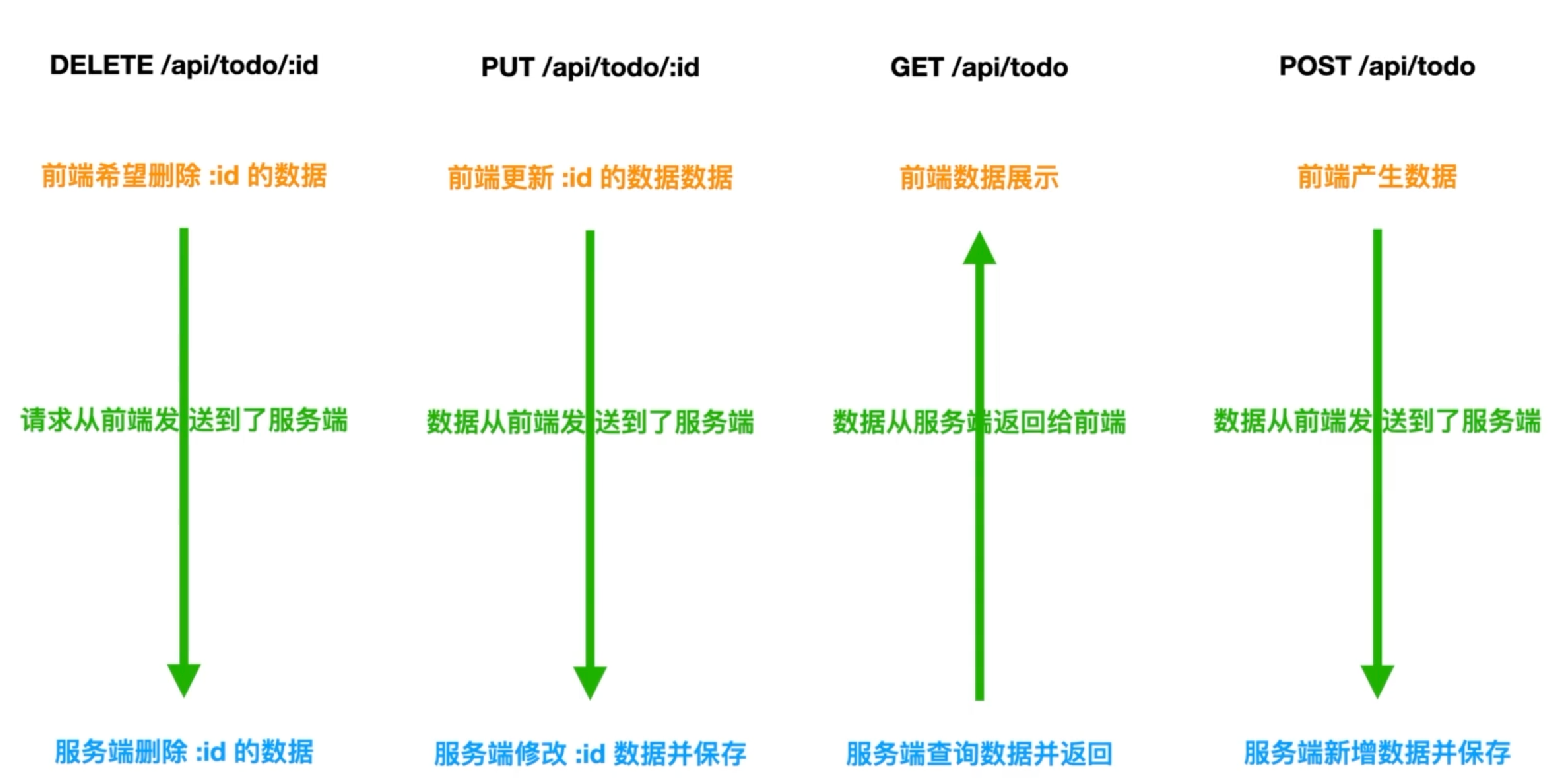 DELETE /api/todo/:id
PUT /api/todo/:id
GET /api/todo
POST /api/todo
前端希望删除 :id 的数据
前端更新 :id 的数据数据
前端数据展示
前端产生数据
请求从前端发送到了服务端
数据从前端发送到了服务端
数据从服务端返回给前端
数据从前端发送到了服务端
服务端删除 :id 的数据
服务端修改 :id 数据并保存
服务端查询数据并返回
服务端新增数据并保存